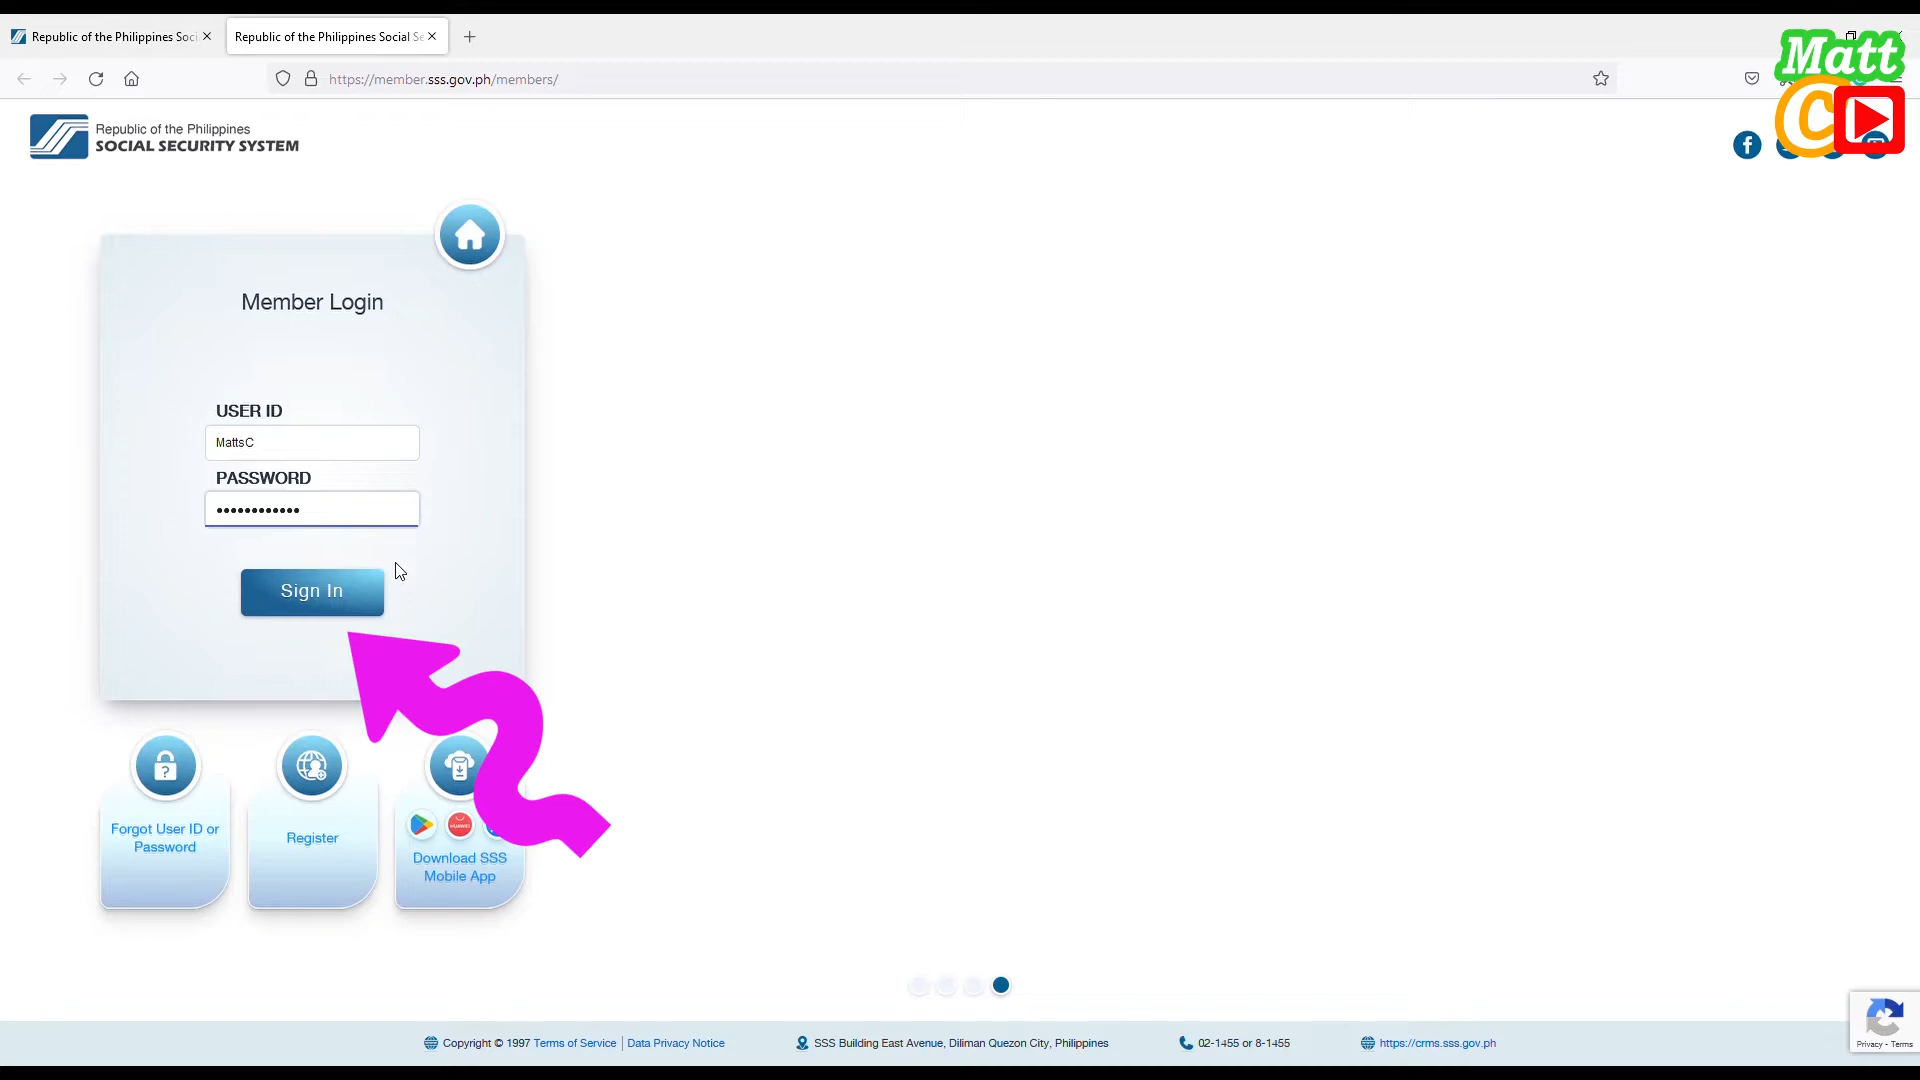 Republic of the Philippines Soci
Republic of the Philippines Social Se
Matt
C
https://member.sss.gov.ph/members/
Republic of the Philippines
SOCIAL SECURITY SYSTEM
Member Login
USER ID
MattsC
PASSWORD
Sign In
Forgot User ID or
Password
Register
HUAWEI
Download SSS
Mobile App
Copyright © 1997 Terms of Service | Data Privacy Notice
SSS Building East Avenue, Diliman Quezon City, Philippines
02-1455 or 8-1455
https://crms.sss.gov.ph
Privacy - Terms